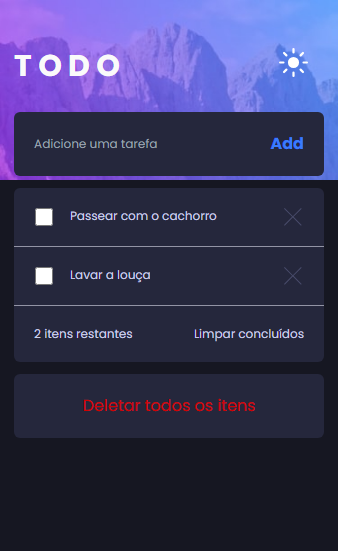 TODO
Adicione uma tarefa Add
Passear com o cachorro
Lavar a louça
2 itens restantes Limpar concluídos
Deletar todos os itens